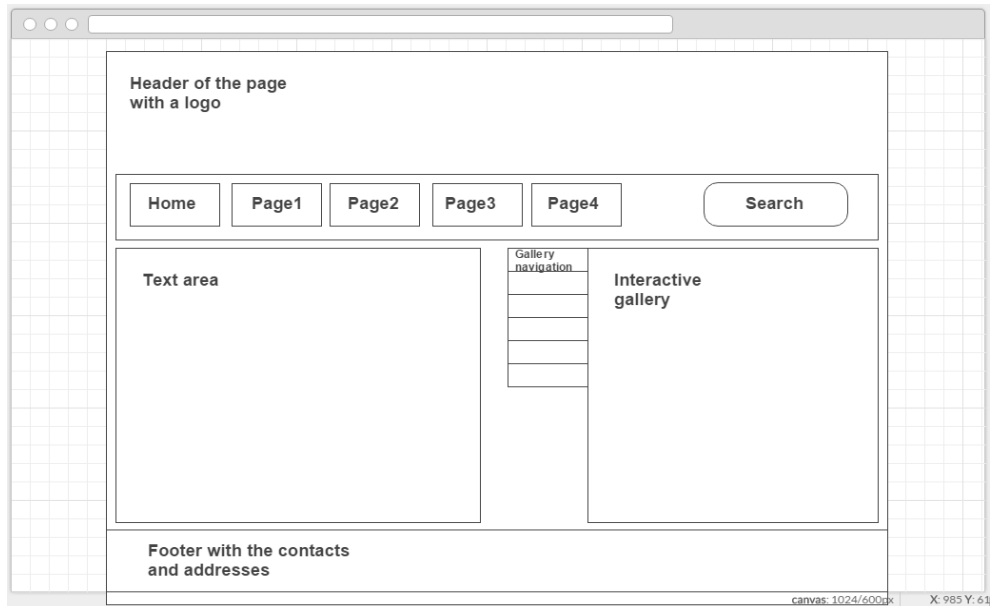 Header of the page
with a logo
Home
Page1
Page2
Page3
Page4
Search
Text area
Gallery
navigation
Interactive
gallery
Footer with the contacts
and addresses
canvas: 1024/600px
X: 985 Y: 61